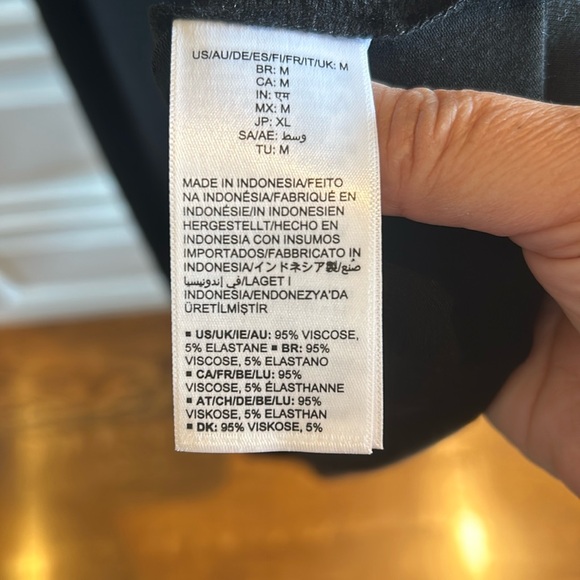 US/AU/DE/ES/FI/FR/IT/UK: M
BR: M
CA: M
IN: एम
MX: M
JP: XL
SA/AE: وسط
TU: M
MADE IN INDONESIA/FEITO
NA INDONÉSIA/FABRIQUÉ EN
INDONÉSIE/IN INDONESIEN
HERGESTELLT/HECHO EN
INDONESIA CON INSUMOS
IMPORTADOS/FABBRICATO IN
INDONESIA/インドネシア製/صُنع
في إندونيسيا/LAGET I
INDONESIA/ENDONEZYA'DA
ÜRETİLMİŞTİR
▪ US/UK/IE/AU: 95% VISCOSE,
5% ELASTANE ▪ BR: 95%
VISCOSE, 5% ELASTANO
▪ CA/FR/BE/LU: 95%
VISCOSE, 5% ÉLASTHANNE
▪ AT/CH/DE/BE/LU: 95%
VISKOSE, 5% ELASTHAN
▪ DK: 95% VISKOSE, 5%